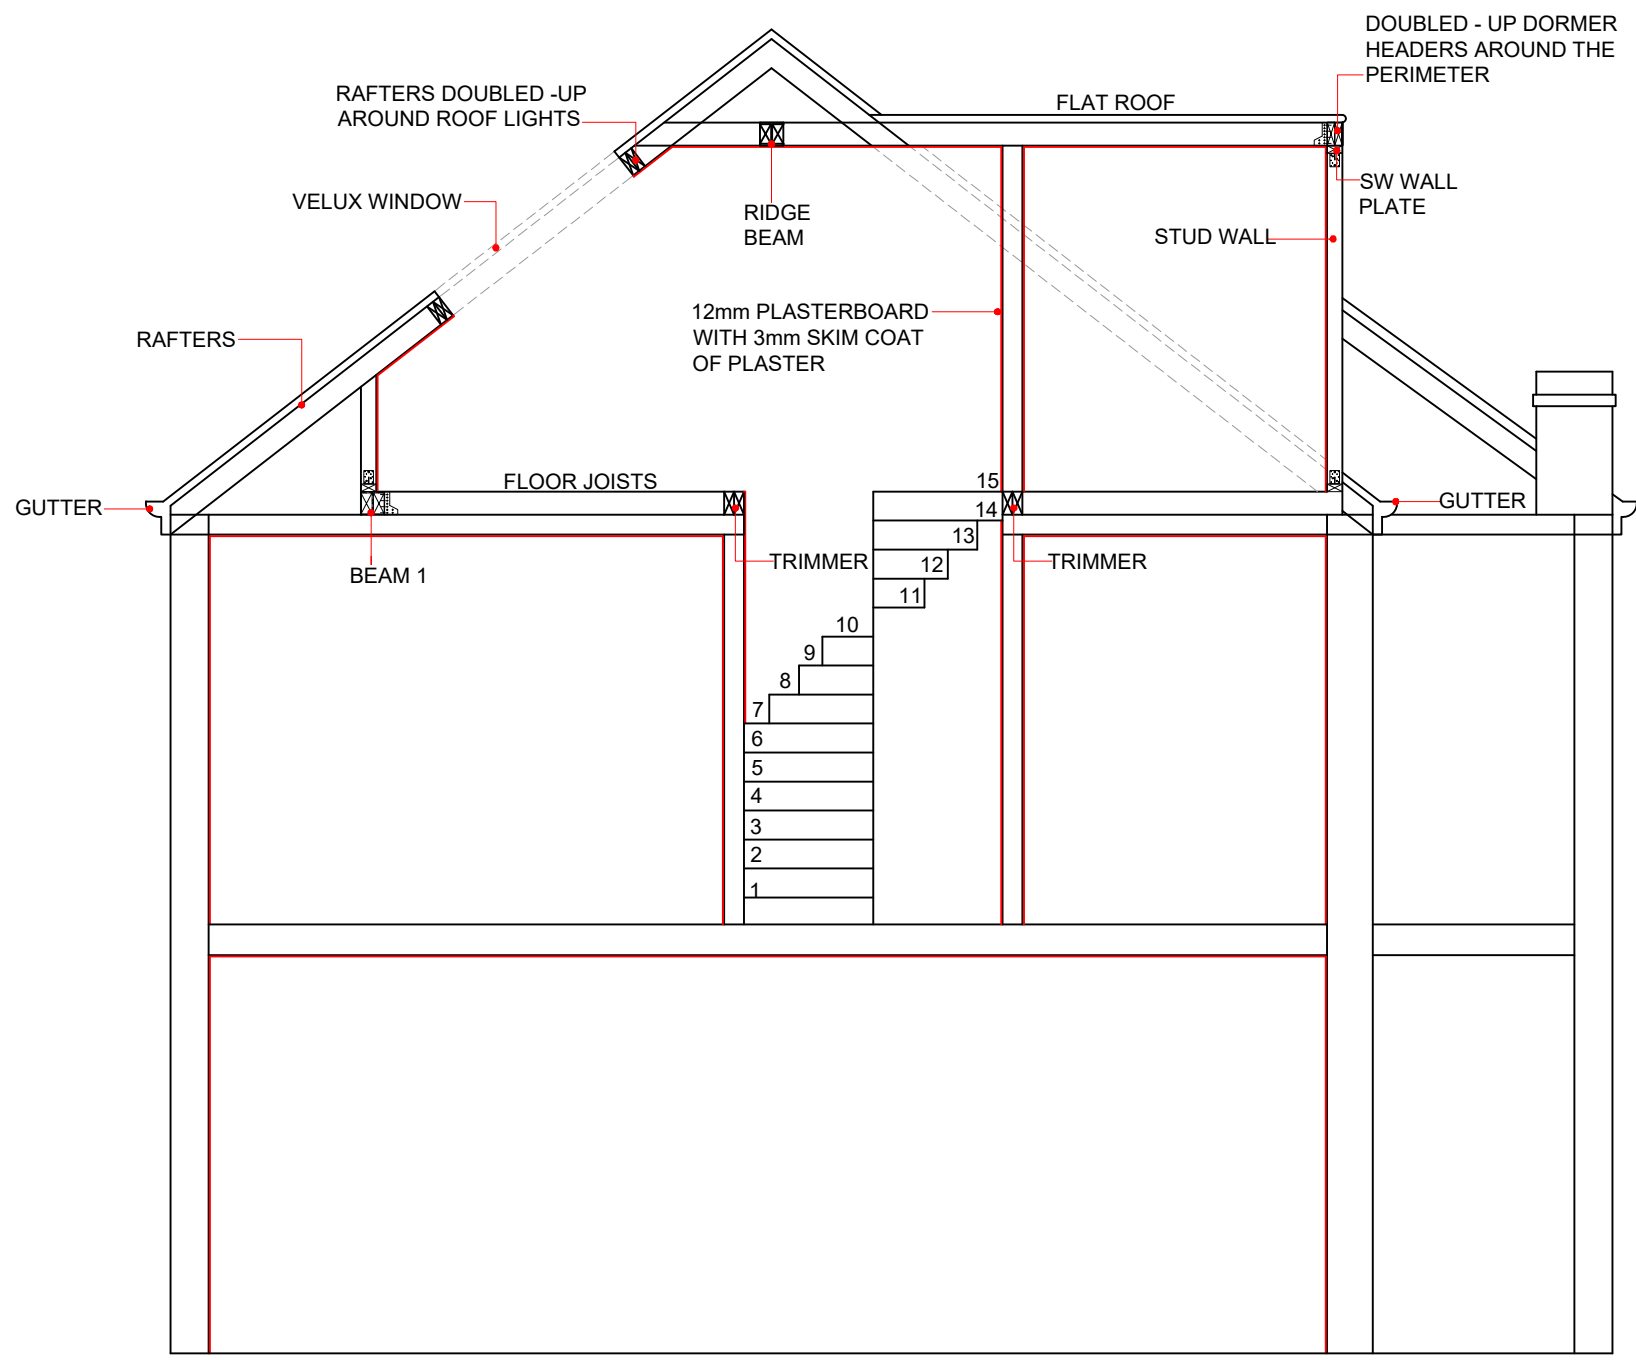 DOUBLED - UP DORMER
HEADERS AROUND THE
PERIMETER
RAFTERS DOUBLED -UP
AROUND ROOF LIGHTS
FLAT ROOF
VELUX WINDOW
RIDGE
BEAM
SW WALL
PLATE
STUD WALL
12mm PLASTERBOARD
WITH 3mm SKIM COAT
OF PLASTER
RAFTERS
FLOOR JOISTS
GUTTER
GUTTER
BEAM 1
TRIMMER
TRIMMER
15
14
13
12
11
10
9
8
7
6
5
4
3
2
1